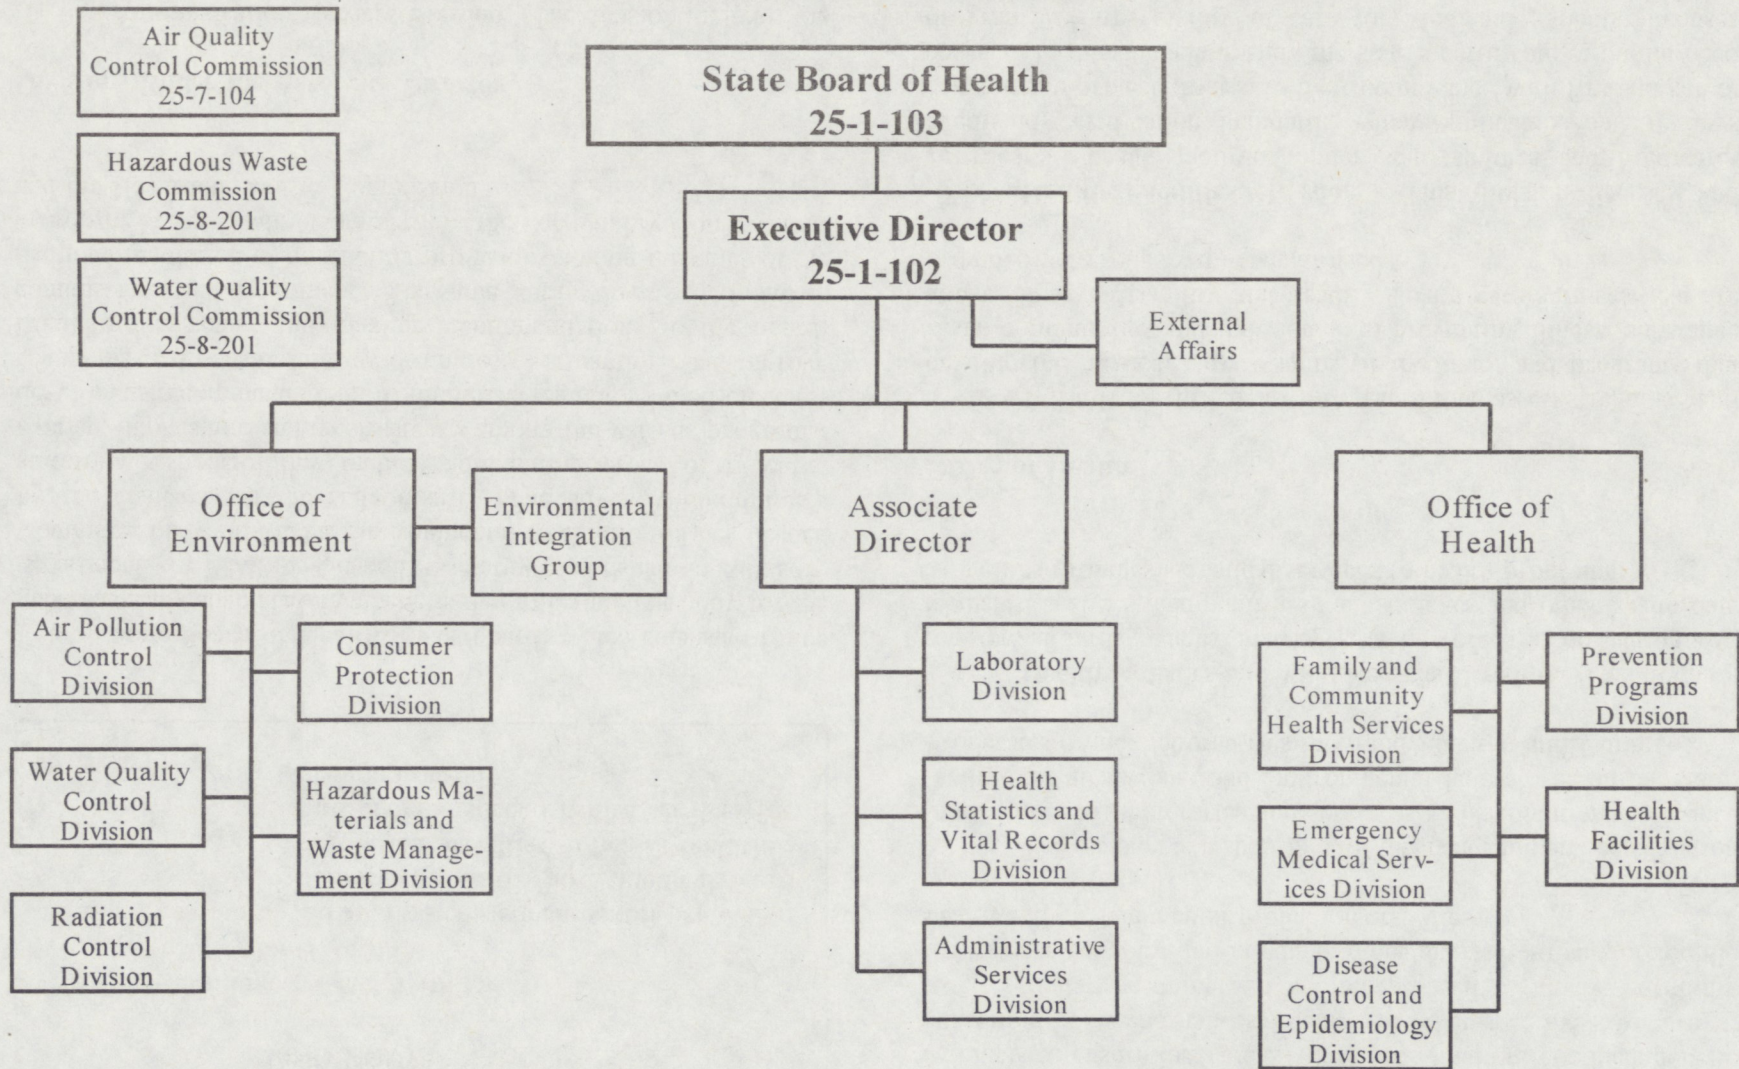 Air Quality
Control Commission
25-7-104
Hazardous Waste
Commission
25-8-201
Water Quality
Control Commission
25-8-201
State Board of Health
25-1-103
Executive Director
25-1-102
External
Affairs
Office of
Environment
Environmental
Integration
Group
Associate
Director
Office of
Health
Air Pollution
Control
Division
Consumer
Protection
Division
Water Quality
Control
Division
Hazardous Ma-
terials and
Waste Manage-
ment Division
Radiation
Control
Division
Laboratory
Division
Health
Statistics and
Vital Records
Division
Administrative
Services
Division
Family and
Community
Health Services
Division
Prevention
Programs
Division
Emergency
Medical Serv-
ices Division
Health
Facilities
Division
Disease
Control and
Epidemiology
Division